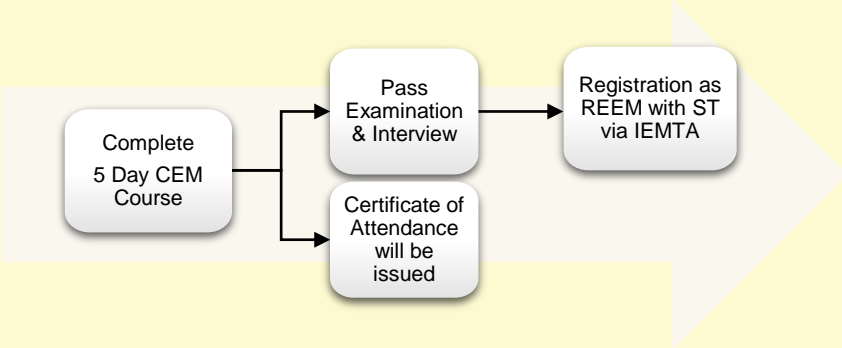 Complete
5 Day CEM
Course
Pass
Examination
& Interview
Certificate of
Attendance
will be
issued
Registration as
REEM with ST
via IEMTA